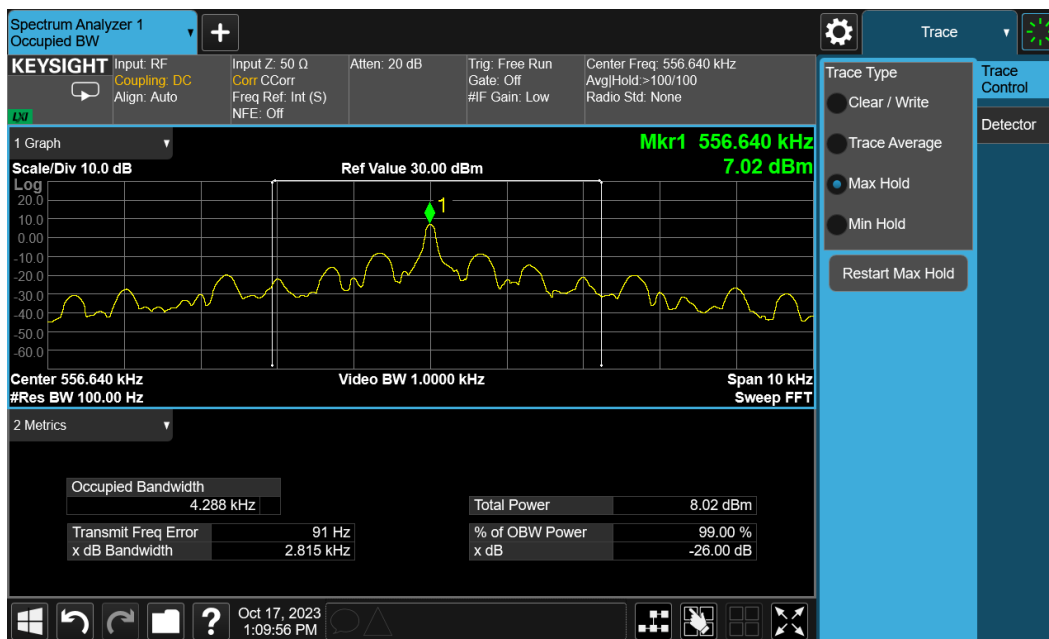 Spectrum Analyzer 1
Occupied BW
Trace
KEYSIGHT
LXI
Input: RF
Coupling: DC
Align: Auto
Input Z: 50 Ω
Corr CCorr
Freq Ref: Int (S)
NFE: Off
Atten: 20 dB
Trig: Free Run
Gate: Off
#IF Gain: Low
Center Freq: 556.640 kHz
Avg|Hold:>100/100
Radio Std: None
Trace Type
Clear / Write
Trace Average
Max Hold
Min Hold
Restart Max Hold
Trace
Control
Detector
1 Graph
Mkr1 556.640 kHz
7.02 dBm
Scale/Div 10.0 dB
Ref Value 30.00 dBm
Log
20.0
10.0
0.00
-10.0
-20.0
-30.0
-40.0
-50.0
-60.0
1
Center 556.640 kHz
Video BW 1.0000 kHz
Span 10 kHz
#Res BW 100.00 Hz
Sweep FFT
2 Metrics
Occupied Bandwidth
4.288 kHz
Total Power 8.02 dBm
Transmit Freq Error 91 Hz
% of OBW Power 99.00 %
x dB Bandwidth 2.815 kHz
x dB -26.00 dB
?
Oct 17, 2023
1:09:56 PM